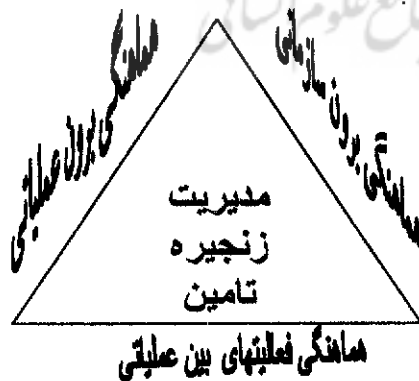 هماهنگی برون سازمانی
هماهنگی برون عملیاتی
مدیریت
زنجیره
تامین
هماهنگی فعالیتهای بین عملیاتی